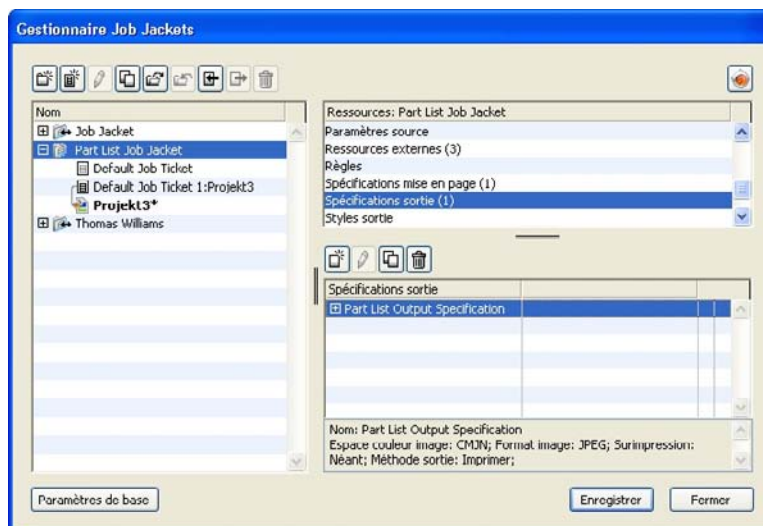 Gestionnaire Job Jackets
Nom
Job Jacket
Part List Job Jacket
Default Job Ticket
Default Job Ticket 1:Projekt3
Projekt3*
Thomas Williams
Ressources: Part List Job Jacket
Paramètres source
Ressources externes (3)
Règles
Spécifications mise en page (1)
Spécifications sortie (1)
Styles sortie
Spécifications sortie
Part List Output Specification
Nom: Part List Output Specification
Espace couleur image: CMJN; Format image: JPEG; Surimpression:
Néant; Méthode sortie: Imprimer;
Paramètres de base
Enregistrer
Fermer